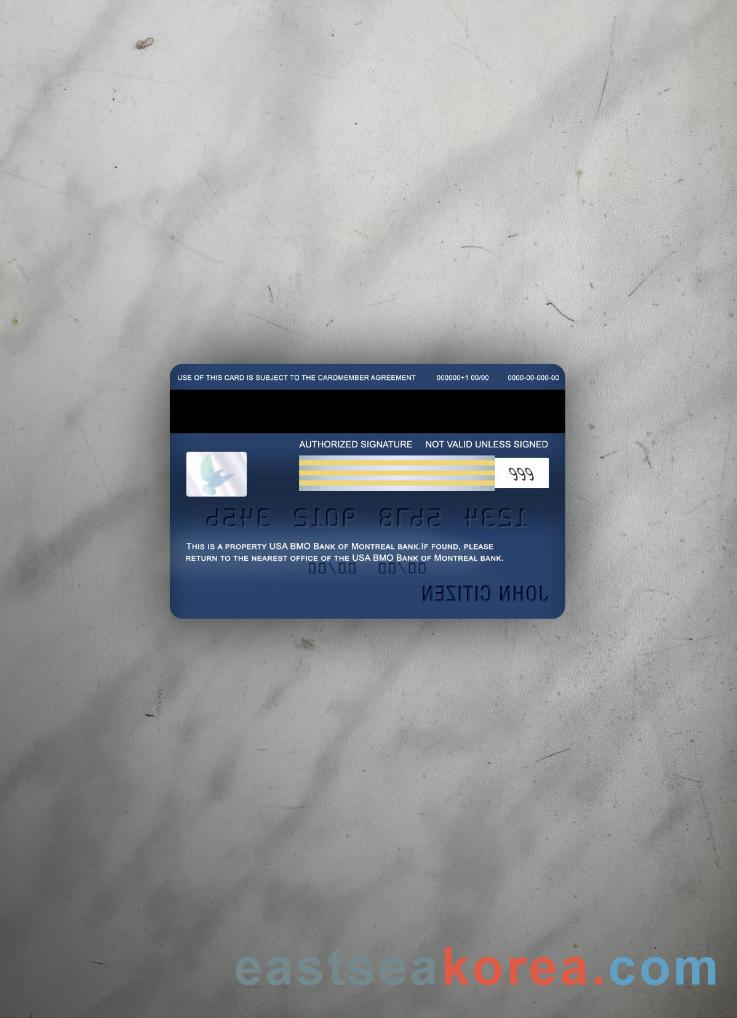 USE OF THIS CARD IS SUBJECT TO THE CARDMEMBER AGREEMENT 000000+1 00/00 0000-00-000-00
AUTHORIZED SIGNATURE NOT VALID UNLESS SIGNED
999
1234 5678 9012 3456
THIS IS A PROPERTY USA BMO BANK OF MONTREAL BANK.IF FOUND, PLEASE
RETURN TO THE NEAREST OFFICE OF THE USA BMO BANK OF MONTREAL BANK.
00/00 00/00
JOHN CITIZEN
eastseakorea.com